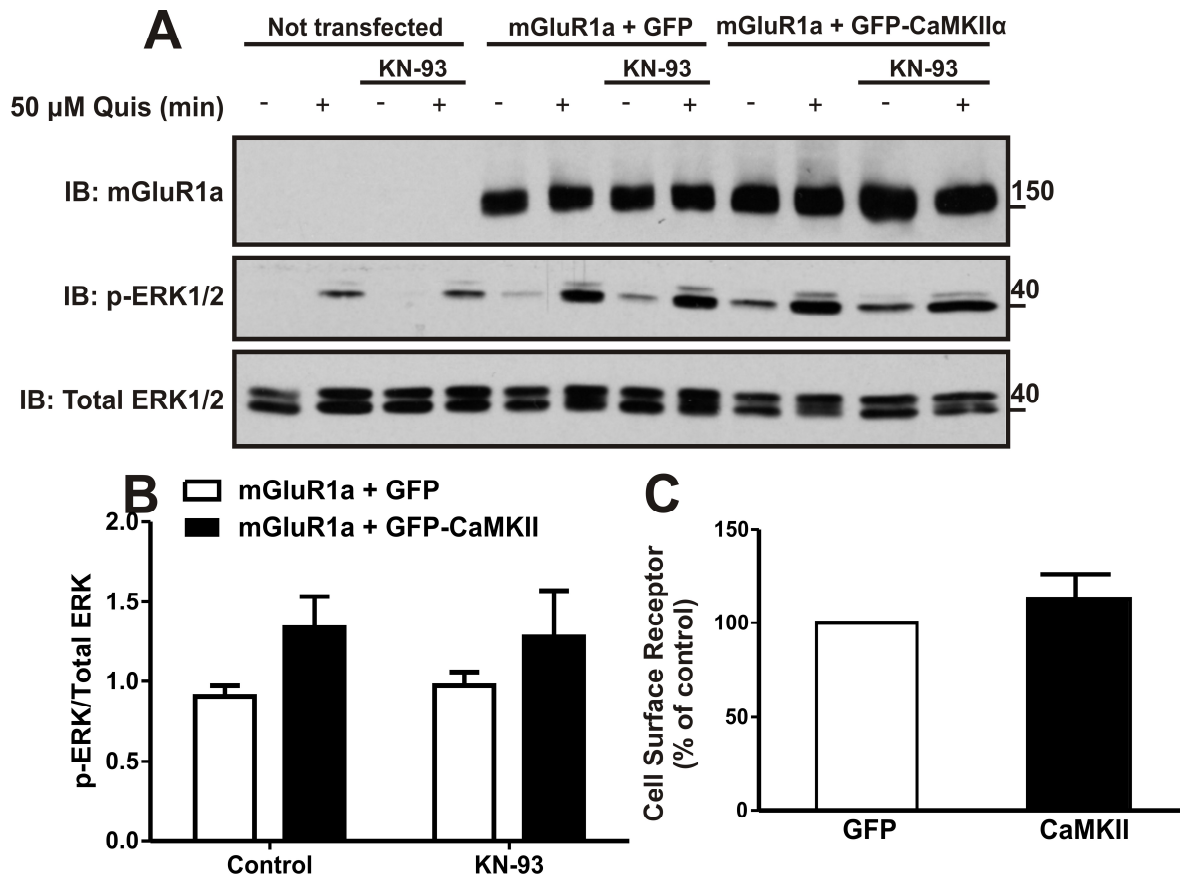 A
Not transfected mGluR1a + GFP mGluR1a + GFP-CaMKIIα
KN-93 KN-93 KN-93
50 µM Quis (min) - + - + - + - + - + - +
IB: mGluR1a 150
IB: p-ERK1/2 40
IB: Total ERK1/2 40
B
mGluR1a + GFP
mGluR1a + GFP-CaMKII
p-ERK/Total ERK
2.0
1.5
1.0
0.5
0.0
Control KN-93
C
Cell Surface Receptor
(% of control)
150
100
50
0
GFP CaMKII